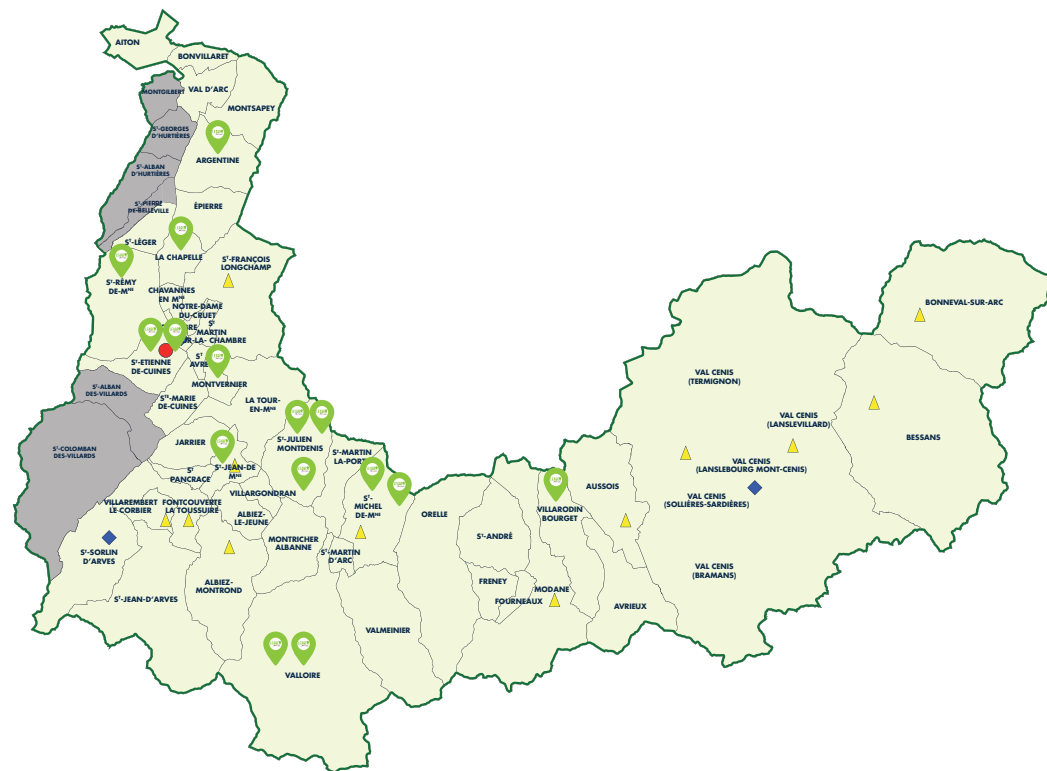 AITON
BONVILLARET
MONTGILBERT
VAL D'ARC
MONTSAPEY
Sᵀ-GEORGES
D'HURTIÈRES
ARGENTINE
Sᵀ-ALBAN
D'HURTIÈRES
Sᵀ-PIERRE
DE-BELLEVILLE
ÉPIERRE
Sᵀ-LÉGER
LA CHAPELLE
Sᵀ-FRANÇOIS
LONGCHAMP
Sᵀ-RÉMY
DE-Mᴺᴱ
CHAVANNES
EN Mᴺᴱ
NOTRE-DAME
DU-CRUET
Sᵀ
MARTIN
UR-LA- CHAMBRE
Sᵀ-ETIENNE
DE-CUINES
Sᵀ
AVRE
MONTVERNIER
Sᵀ-ALBAN
DES-VILLARDS
Sᵀᴱ-MARIE
DE-CUINES
LA TOUR-
EN-Mᴺᴱ
Sᵀ-COLOMBAN
DES-VILLARDS
JARRIER
Sᵀ-JULIEN
MONTDENIS
Sᵀ-MARTIN
LA-PORT
Sᵀ
PANCRACE
Sᵀ-JEAN-DE
Mᴺᴱ
VILLARGONDRAN
Sᵀ-
MICHEL
DE-Mᴺᴱ
VILLAREMBERT
LE CORBIER
FONTCOUVERTE
LA TOUSSUIRE
ALBIEZ-
LE-JEUNE
ORELLE
VILLARODIN
BOURGET
AUSSOIS
Sᵀ-SORLIN
D'ARVES
MONTRICHER
ALBANNE
Sᵀ-MARTIN
D'ARC
Sᵀ-ANDRÉ
ALBIEZ-
MONTROND
Sᵀ-JEAN-D'ARVES
FRENEY
FOURNEAUX
MODANE
AVRIEUX
VALMEINIER
VALLOIRE
BONNEVAL-SUR-ARC
VAL CENIS
(TERMIGNON)
VAL CENIS
(LANSLEVILLARD)
BESSANS
VAL CENIS
(LANSLEBOURG MONT-CENIS)
VAL CENIS
(SOLLIÈRES-SARDIÈRES)
VAL CENIS
(BRAMANS)